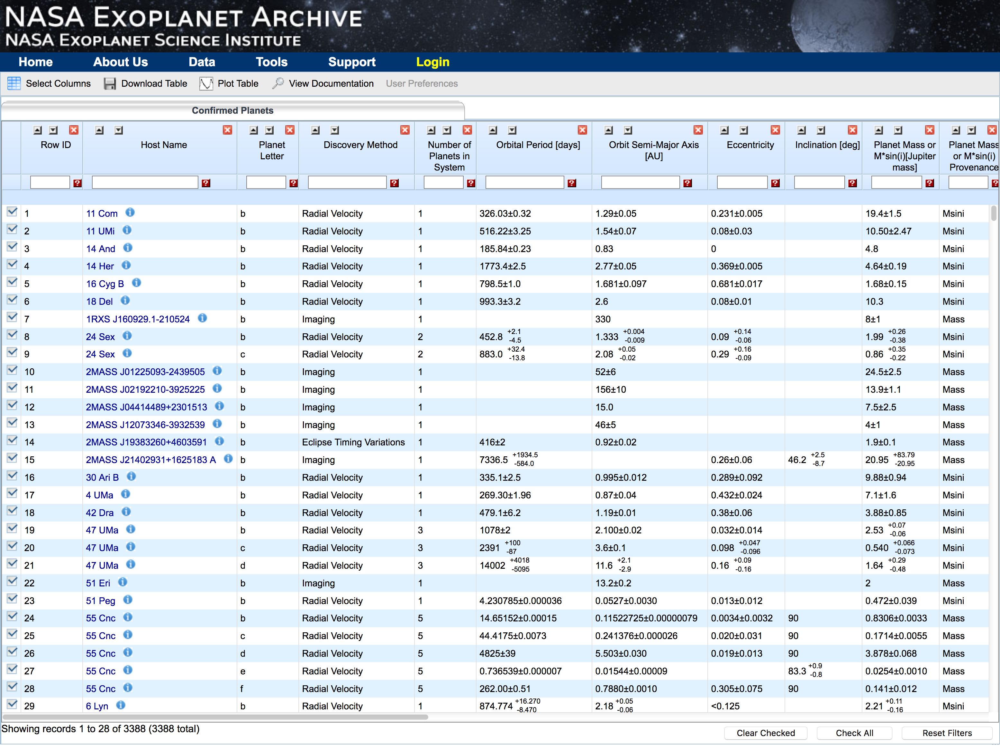 NASA EXOPLANET ARCHIVE
NASA EXOPLANET SCIENCE INSTITUTE
Home About Us Data Tools Support Login
Select Columns Download Table Plot Table View Documentation User Preferences
Confirmed Planets
Row ID Host Name Planet Letter Discovery Method Number of Planets in System Orbital Period [days] Orbit Semi-Major Axis [AU] Eccentricity Inclination [deg] Planet Mass or M*sin(i)[Jupiter mass] Planet Mass or M*sin(i) Provenance
1 11 Com b Radial Velocity 1 326.03±0.32 1.29±0.05 0.231±0.005 19.4±1.5 Msini
2 11 UMi b Radial Velocity 1 516.22±3.25 1.54±0.07 0.08±0.03 10.50±2.47 Msini
3 14 And b Radial Velocity 1 185.84±0.23 0.83 0 4.8 Msini
4 14 Her b Radial Velocity 1 1773.4±2.5 2.77±0.05 0.369±0.005 4.64±0.19 Msini
5 16 Cyg B b Radial Velocity 1 798.5±1.0 1.681±0.097 0.681±0.017 1.68±0.15 Msini
6 18 Del b Radial Velocity 1 993.3±3.2 2.6 0.08±0.01 10.3 Msini
7 1RXS J160929.1-210524 b Imaging 1 330 8±1 Mass
8 24 Sex b Radial Velocity 2 452.8 +2.1 -4.5 1.333 +0.004 -0.009 0.09 +0.14 -0.06 1.99 +0.26 -0.38 Msini
9 24 Sex c Radial Velocity 2 883.0 +32.4 -13.8 2.08 +0.05 -0.02 0.29 +0.16 -0.09 0.86 +0.35 -0.22 Msini
10 2MASS J01225093-2439505 b Imaging 1 52±6 24.5±2.5 Mass
11 2MASS J02192210-3925225 b Imaging 1 156±10 13.9±1.1 Mass
12 2MASS J04414489+2301513 b Imaging 1 15.0 7.5±2.5 Mass
13 2MASS J12073346-3932539 b Imaging 1 46±5 4±1 Mass
14 2MASS J19383260+4603591 b Eclipse Timing Variations 1 416±2 0.92±0.02 1.9±0.1 Mass
15 2MASS J21402931+1625183 A b Imaging 1 7336.5 +1934.5 -584.0 0.26±0.06 46.2 +2.5 -8.7 20.95 +83.79 -20.95 Mass
16 30 Ari B b Radial Velocity 1 335.1±2.5 0.995±0.012 0.289±0.092 9.88±0.94 Msini
17 4 UMa b Radial Velocity 1 269.30±1.96 0.87±0.04 0.432±0.024 7.1±1.6 Msini
18 42 Dra b Radial Velocity 1 479.1±6.2 1.19±0.01 0.38±0.06 3.88±0.85 Msini
19 47 UMa b Radial Velocity 3 1078±2 2.100±0.02 0.032±0.014 2.53 +0.07 -0.06 Msini
20 47 UMa c Radial Velocity 3 2391 +100 -87 3.6±0.1 0.098 +0.047 -0.096 0.540 +0.066 -0.073 Msini
21 47 UMa d Radial Velocity 3 14002 +4018 -5095 11.6 +2.1 -2.9 0.16 +0.09 -0.16 1.64 +0.29 -0.48 Msini
22 51 Eri b Imaging 1 13.2±0.2 2 Mass
23 51 Peg b Radial Velocity 1 4.230785±0.000036 0.0527±0.0030 0.013±0.012 0.472±0.039 Msini
24 55 Cnc b Radial Velocity 5 14.65152±0.00015 0.11522725±0.00000079 0.0034±0.0032 90 0.8306±0.0033 Mass
25 55 Cnc c Radial Velocity 5 44.4175±0.0073 0.241376±0.000026 0.020±0.031 90 0.1714±0.0055 Mass
26 55 Cnc d Radial Velocity 5 4825±39 5.503±0.030 0.019±0.013 90 3.878±0.068 Mass
27 55 Cnc e Radial Velocity 5 0.736539±0.000007 0.01544±0.00009 83.3 +0.9 -0.8 0.0254±0.0010 Mass
28 55 Cnc f Radial Velocity 5 262.00±0.51 0.7880±0.0010 0.305±0.075 90 0.141±0.012 Mass
29 6 Lyn b Radial Velocity 1 874.774 +16.270 -8.470 2.18 +0.05 -0.06 <0.125 2.21 +0.11 -0.16 Msini
Showing records 1 to 28 of 3388 (3388 total)
Clear Checked Check All Reset Filters